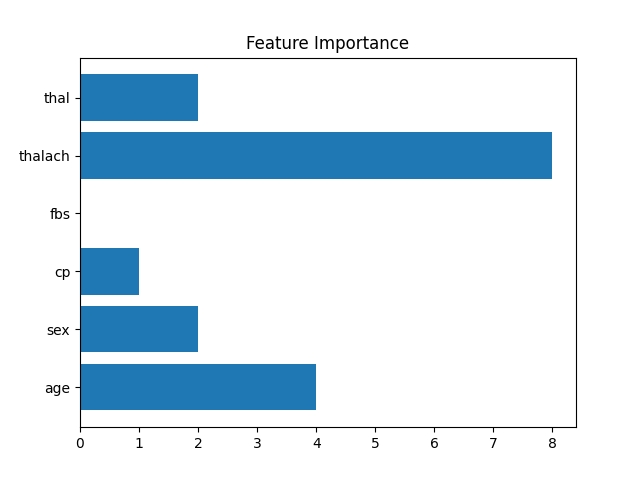 Feature Importance
thal
thalach
fbs
cp
sex
age
0 1 2 3 4 5 6 7 8